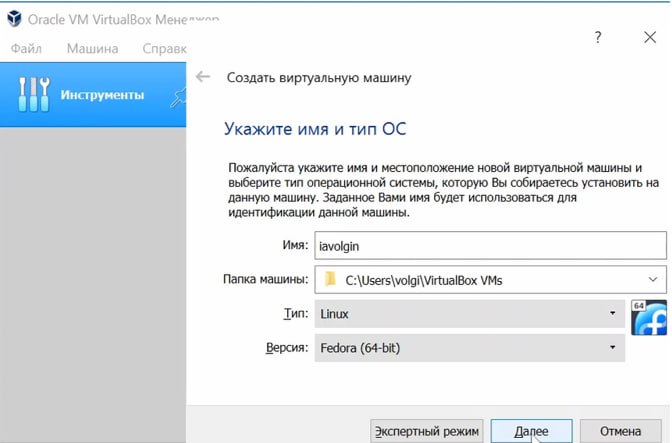 Oracle VM VirtualBox Менеджер
Файл Машина Справка
Инструменты
?
Создать виртуальную машину
Укажите имя и тип ОС
Пожалуйста укажите имя и местоположение новой виртуальной машины и
выберите тип операционной системы, которую Вы собираетесь установить на
данную машину. Заданное Вами имя будет использоваться для
идентификации данной машины.
Имя: iavolgin
Папка машины: C:\Users\volgi\VirtualBox VMs
Тип: Linux
64
Версия: Fedora (64-bit)
Экспертный режим Далее Отмена